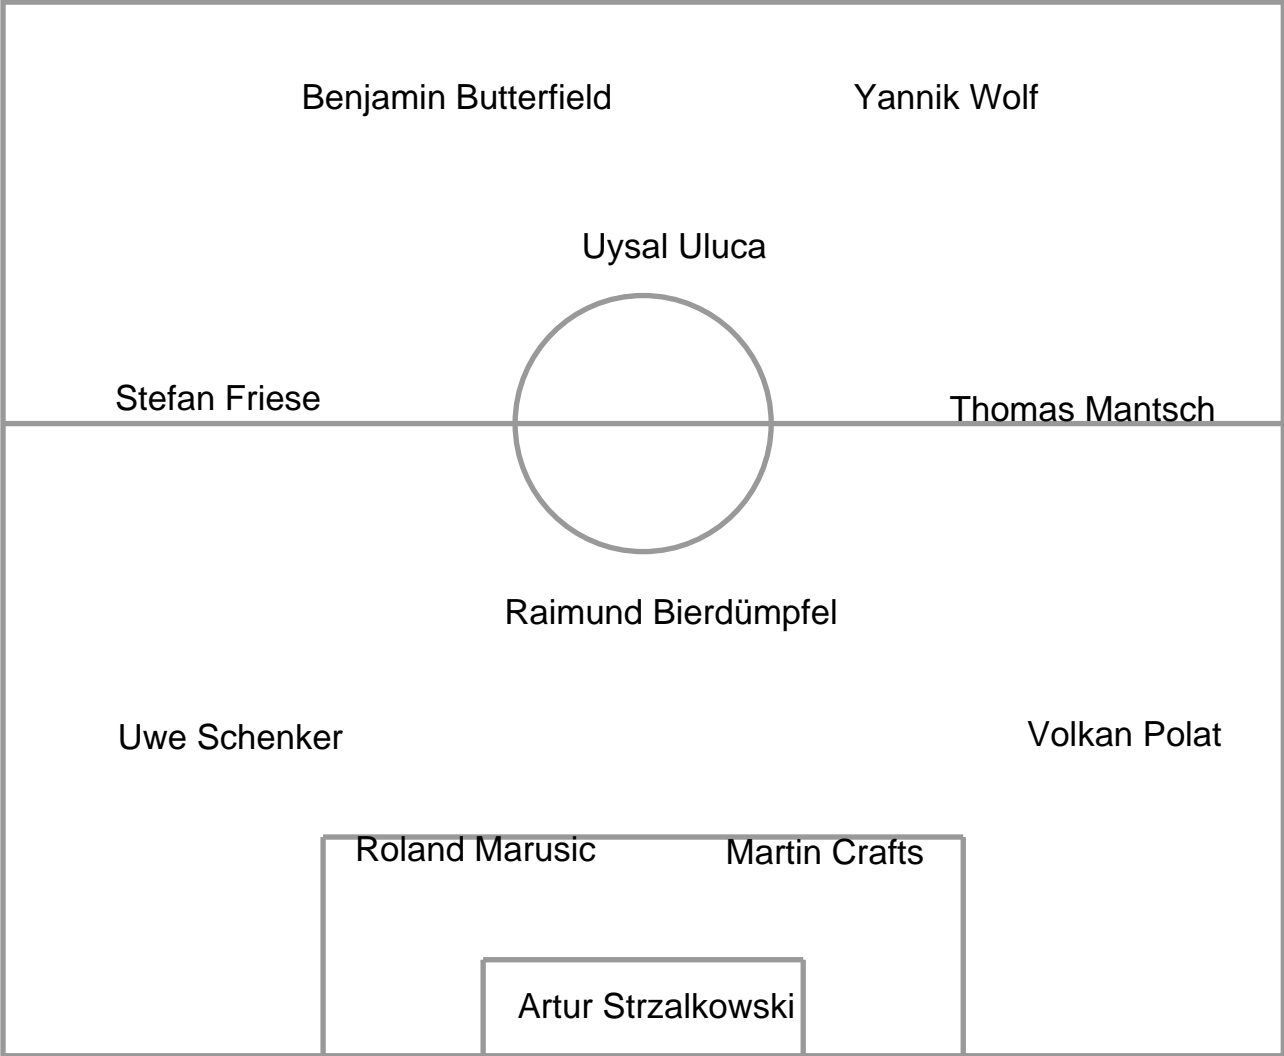 Benjamin Butterfield
Yannik Wolf
Uysal Uluca
Stefan Friese
Thomas Mantsch
Raimund Bierdümpfel
Uwe Schenker
Volkan Polat
Roland Marusic
Martin Crafts
Artur Strzalkowski